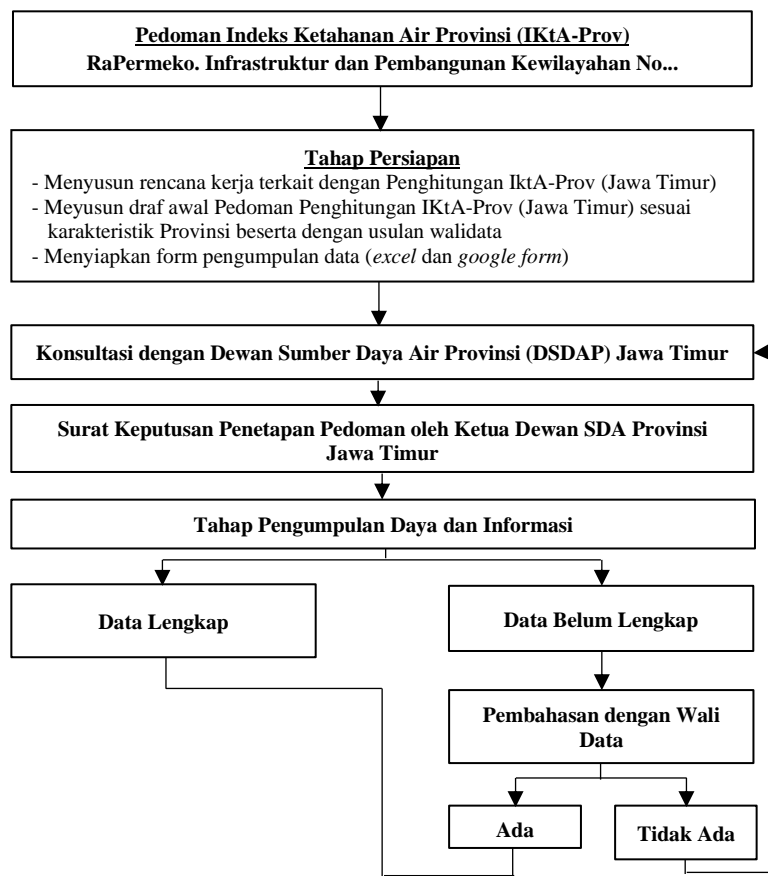 Pedoman Indeks Ketahanan Air Provinsi (IKtA-Prov)
RaPermeko. Infrastruktur dan Pembangunan Kewilayahan No...
Tahap Persiapan
- Menyusun rencana kerja terkait dengan Penghitungan IktA-Prov (Jawa Timur)
- Meyusun draf awal Pedoman Penghitungan IKtA-Prov (Jawa Timur) sesuai
karakteristik Provinsi beserta dengan usulan walidata
- Menyiapkan form pengumpulan data (excel dan google form)
Konsultasi dengan Dewan Sumber Daya Air Provinsi (DSDAP) Jawa Timur
Surat Keputusan Penetapan Pedoman oleh Ketua Dewan SDA Provinsi
Jawa Timur
Tahap Pengumpulan Daya dan Informasi
Data Lengkap
Data Belum Lengkap
Pembahasan dengan Wali
Data
Ada
Tidak Ada